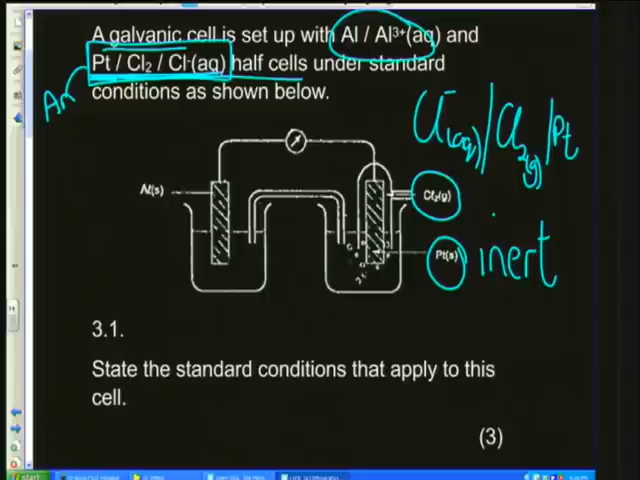 A galvanic cell is set up with Al / Al³⁺(aq) and
Pt / Cl₂ / Cl⁻(aq) half cells under standard
conditions as shown below.
An
Cl⁻(aq) / Cl₂(g) / Pt
Al(s)
Cl₂(g)
Pt(s)
inert
3.1.
State the standard conditions that apply to this
cell.
(3)
start